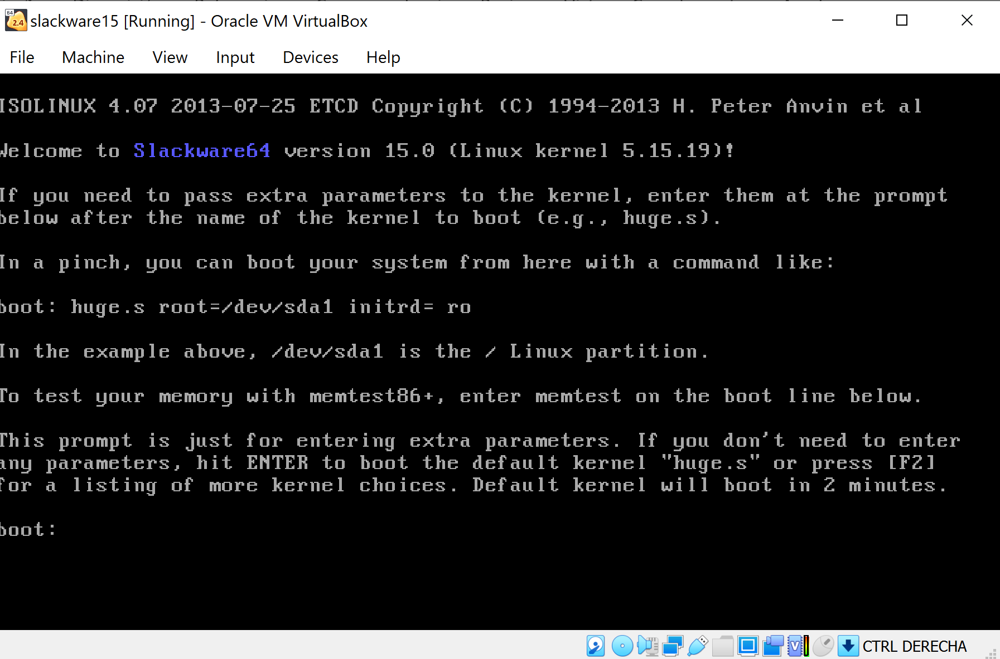 64
2.4
slackware15 [Running] - Oracle VM VirtualBox
File Machine View Input Devices Help
ISOLINUX 4.07 2013-07-25 ETCD Copyright (C) 1994-2013 H. Peter Anvin et al
Welcome to Slackware64 version 15.0 (Linux kernel 5.15.19)!
If you need to pass extra parameters to the kernel, enter them at the prompt
below after the name of the kernel to boot (e.g., huge.s).
In a pinch, you can boot your system from here with a command like:
boot: huge.s root=/dev/sda1 initrd= ro
In the example above, /dev/sda1 is the / Linux partition.
To test your memory with memtest86+, enter memtest on the boot line below.
This prompt is just for entering extra parameters. If you don't need to enter
any parameters, hit ENTER to boot the default kernel "huge.s" or press [F2]
for a listing of more kernel choices. Default kernel will boot in 2 minutes.
boot:
V
CTRL DERECHA